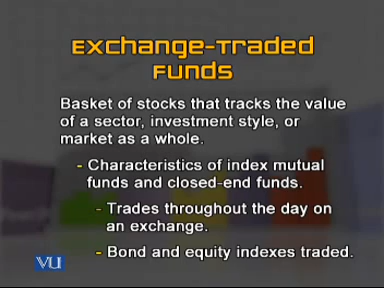 Exchange-Traded
Funds
Basket of stocks that tracks the value
of a sector, investment style, or
market as a whole.
- Characteristics of index mutual
funds and closed-end funds.
- Trades throughout the day on
an exchange.
- Bond and equity indexes traded.
VU